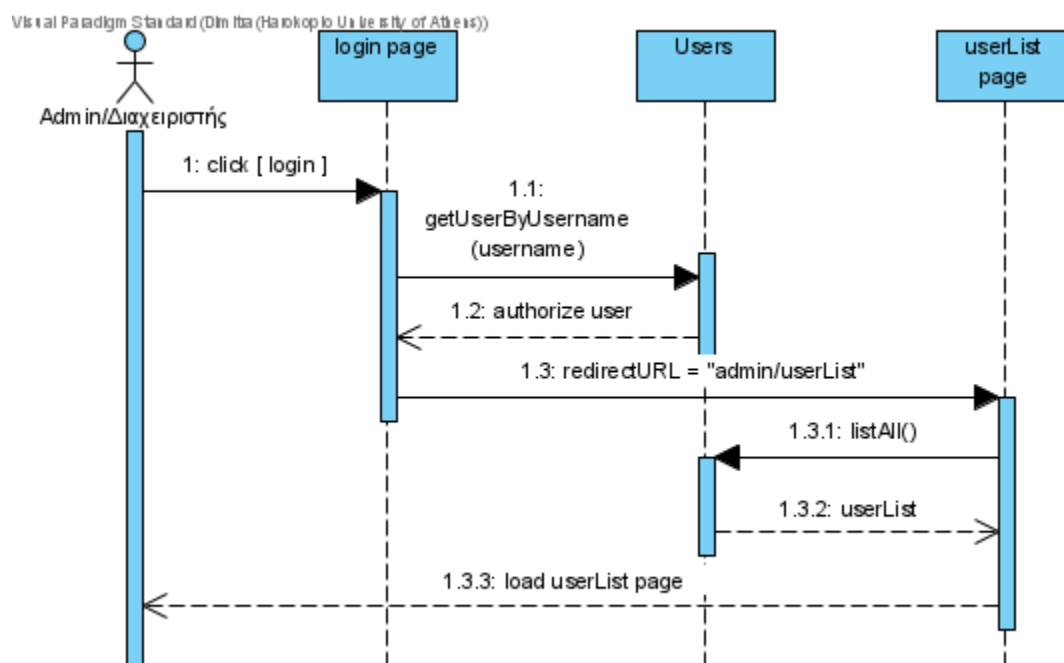 Visual Paradigm Standard (Dimitra (Harokopio University of Athens))
login page
Users
userList
page
Admin/Διαχειριστής
1: click [ login ]
1.1:
getUserByUsername
(username )
1.2: authorize user
1.3: redirectURL = "admin/userList"
1.3.1: listAll()
1.3.2: userList
1.3.3: load userList page